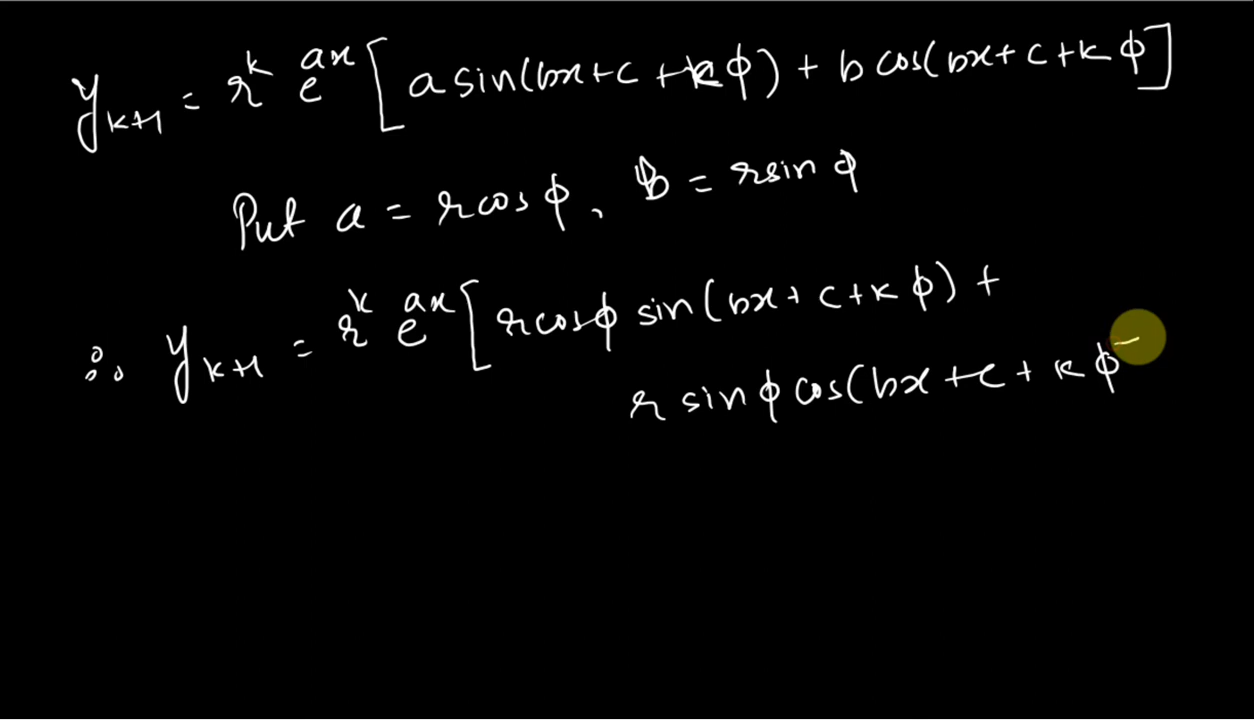 y_{k+1} = r^k e^{ax} [a sin(bx+c+kϕ) + b cos(bx+c+kϕ]
Put a = r cos ϕ, b = r sin ϕ
∴ y_{k+1} = r^k e^{ax} [r cosϕ sin(bx+c+kϕ) +
r sin ϕ cos(bx+c+kϕ